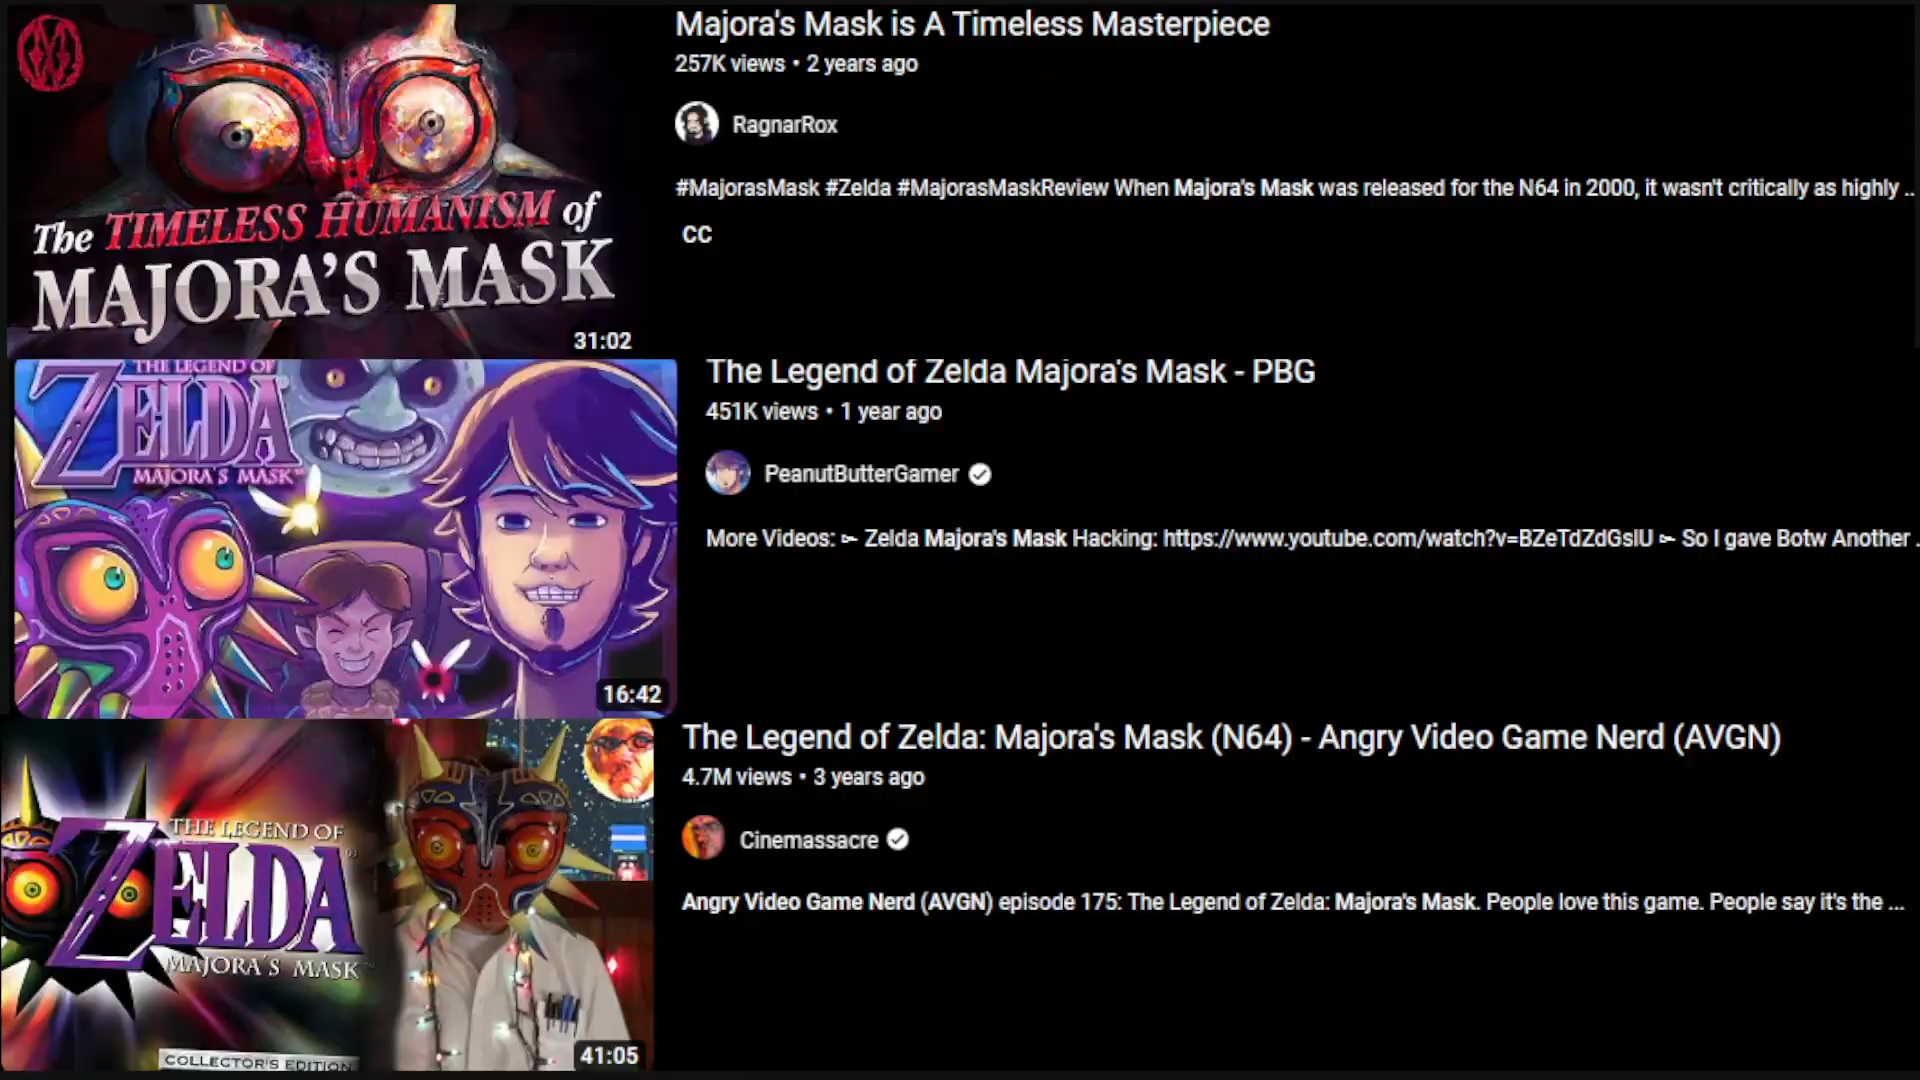 The TIMELESS HUMANISM of
MAJORA'S MASK
31:02
Majora's Mask is A Timeless Masterpiece
257K views • 2 years ago
RagnarRox
#MajorasMask #Zelda #MajorasMaskReview When Majora's Mask was released for the N64 in 2000, it wasn't critically as highly ..
CC
THE LEGEND OF
ZELDA
MAJORA'S MASK™
16:42
The Legend of Zelda Majora's Mask - PBG
451K views • 1 year ago
PeanutButterGamer
More Videos: ➳ Zelda Majora's Mask Hacking: https://www.youtube.com/watch?v=BZeTdZdGsIU ➳ So I gave Botw Another .
THE LEGEND OF
ZELDA
MAJORA'S MASK
COLLECTOR'S EDITION
41:05
The Legend of Zelda: Majora's Mask (N64) - Angry Video Game Nerd (AVGN)
4.7M views • 3 years ago
Cinemassacre
Angry Video Game Nerd (AVGN) episode 175: The Legend of Zelda: Majora's Mask. People love this game. People say it's the ...